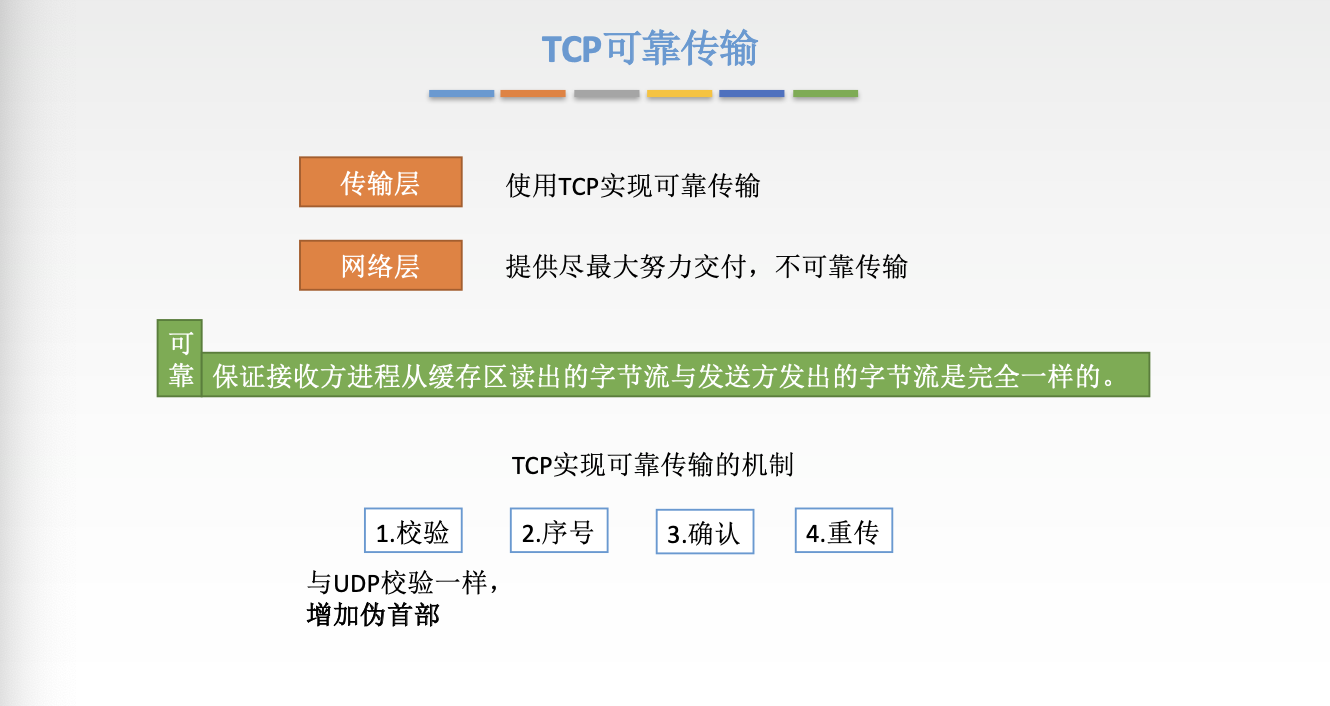 TCP可靠传输
传输层
使用TCP实现可靠传输
网络层
提供尽最大努力交付，不可靠传输
可
靠
保证接收方进程从缓存区读出的字节流与发送方发出的字节流是完全一样的。
TCP实现可靠传输的机制
1.校验
2.序号
3.确认
4.重传
与UDP校验一样，
增加伪首部